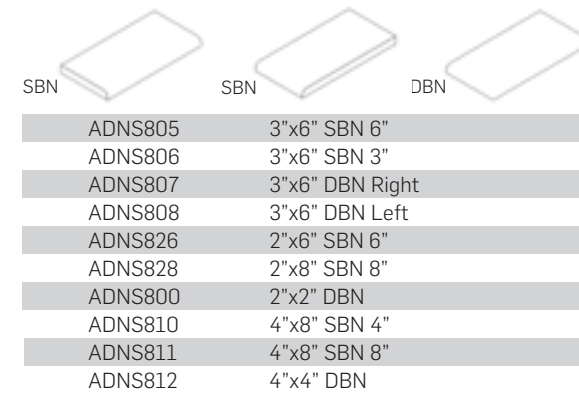 SBN SBN DBN
ADNS805 3”x6” SBN 6”
ADNS806 3”x6” SBN 3”
ADNS807 3”x6” DBN Right
ADNS808 3”x6” DBN Left
ADNS826 2”x6” SBN 6”
ADNS828 2”x8” SBN 8”
ADNS800 2”x2” DBN
ADNS810 4”x8” SBN 4”
ADNS811 4”x8” SBN 8”
ADNS812 4”x4” DBN